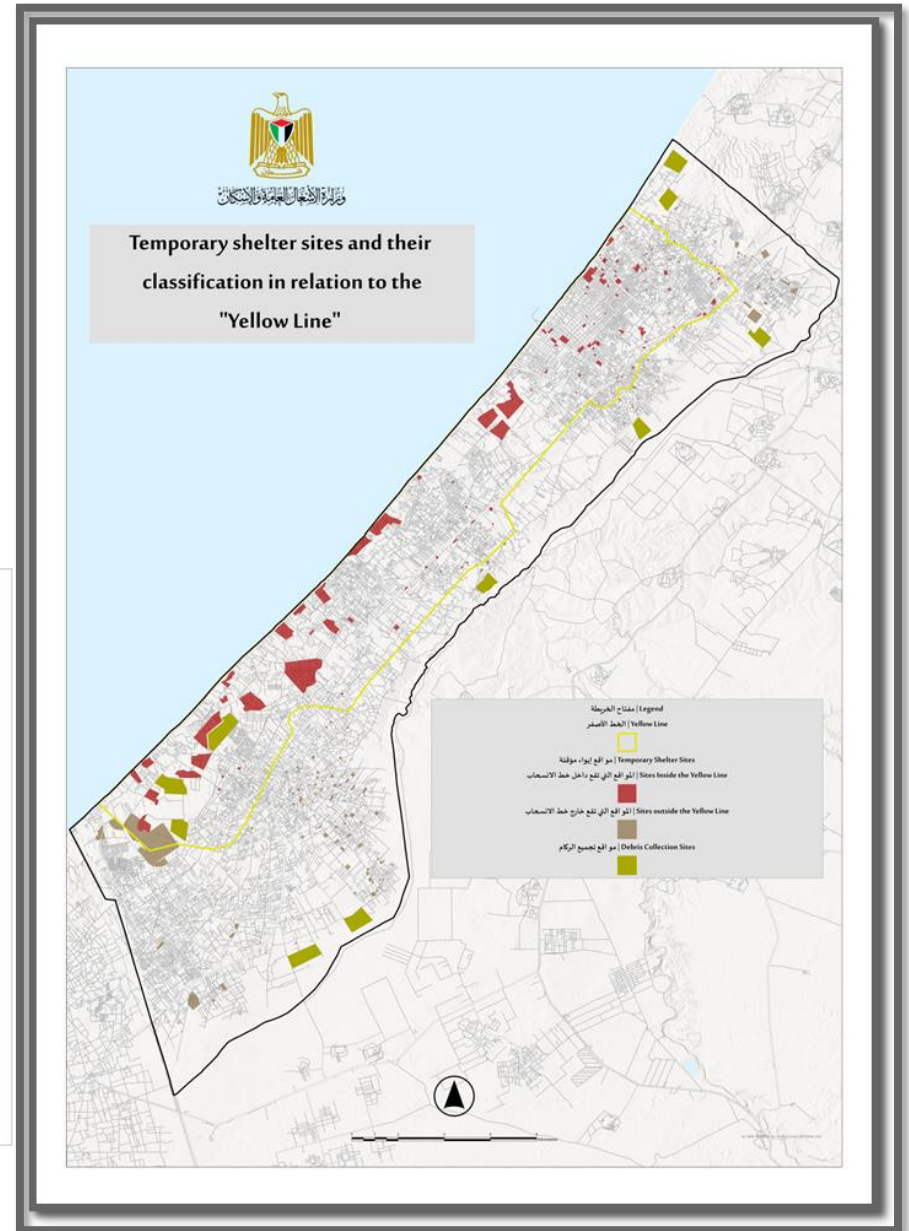 وزارة الأشغال العامة والإسكان
Temporary shelter sites and their
classification in relation to the
"Yellow Line"
مفتاح الخريطة | Legend
الخط الأصفر | Yellow Line
مواقع إيواء مؤقتة | Temporary Shelter Sites
المواقع التي تقع داخل خط الانسحاب | Sites Inside the Yellow Line
المواقع التي تقع خارج خط الانسحاب | Sites outside the Yellow Line
مواقع تجميع الركام | Debris Collection Sites